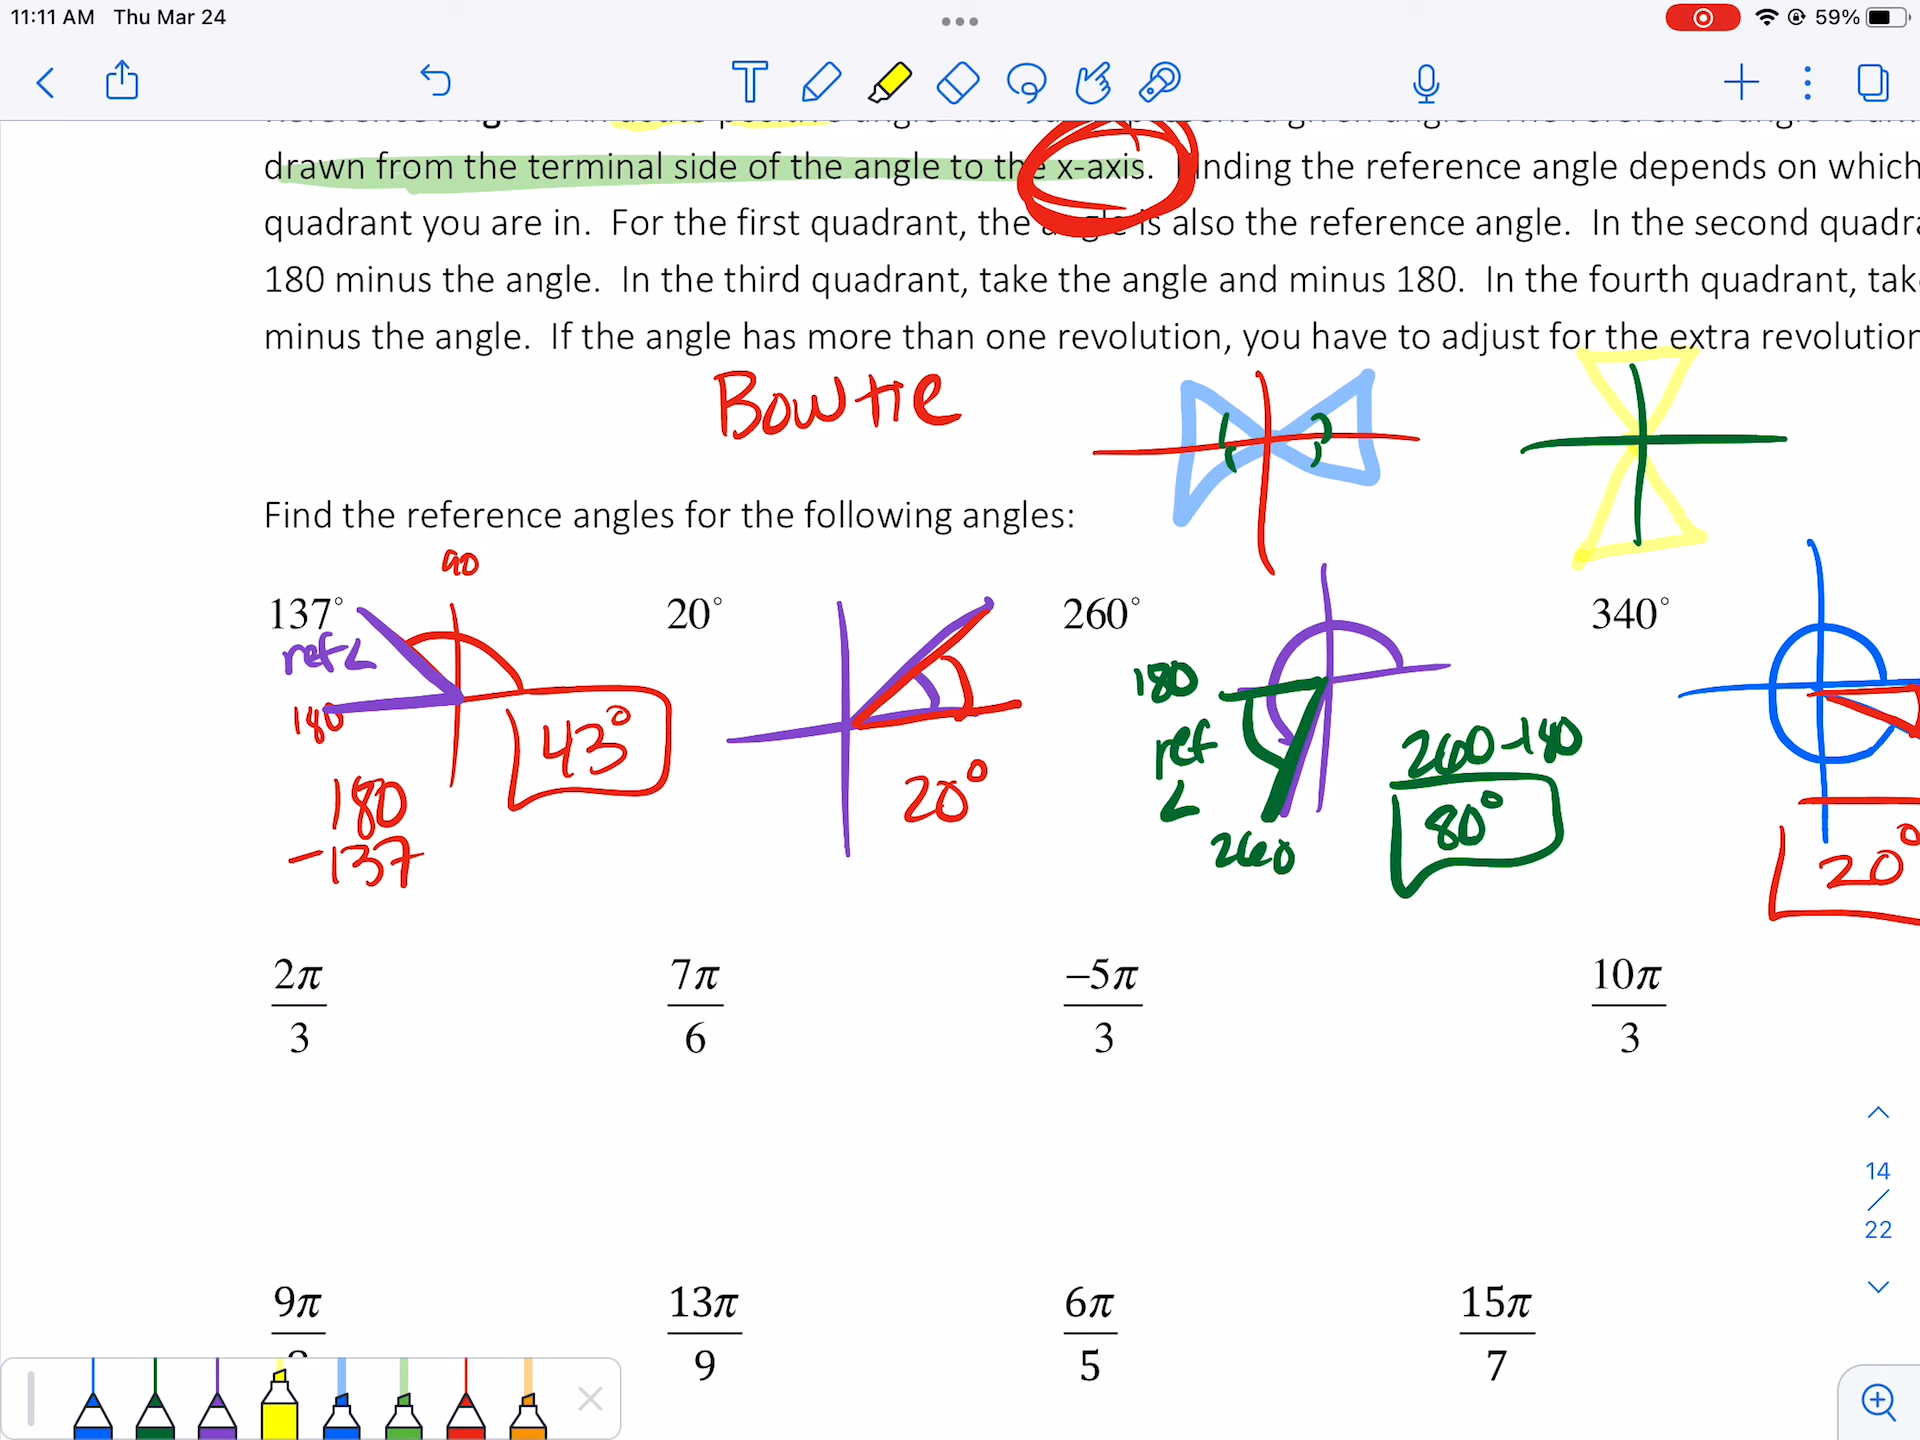 11:11 AM Thu Mar 24
59%
drawn from the terminal side of the angle to the x-axis. Finding the reference angle depends on which
quadrant you are in. For the first quadrant, the angle is also the reference angle. In the second
180 minus the angle. In the third quadrant, take the angle and minus 180. In the fourth quadrant,
minus the angle. If the angle has more than one revolution, you have to adjust for the extra
Bowtie
Find the reference angles for the following angles:
90
137° 20° 260° 340°
ref ∠
180
43°
180
-137
20°
180
ref
∠
260
260-180
80°
20°
2π/3 7π/6 -5π/3 10π/3
9π 13π/9 6π/5 15π/7
14
/
22